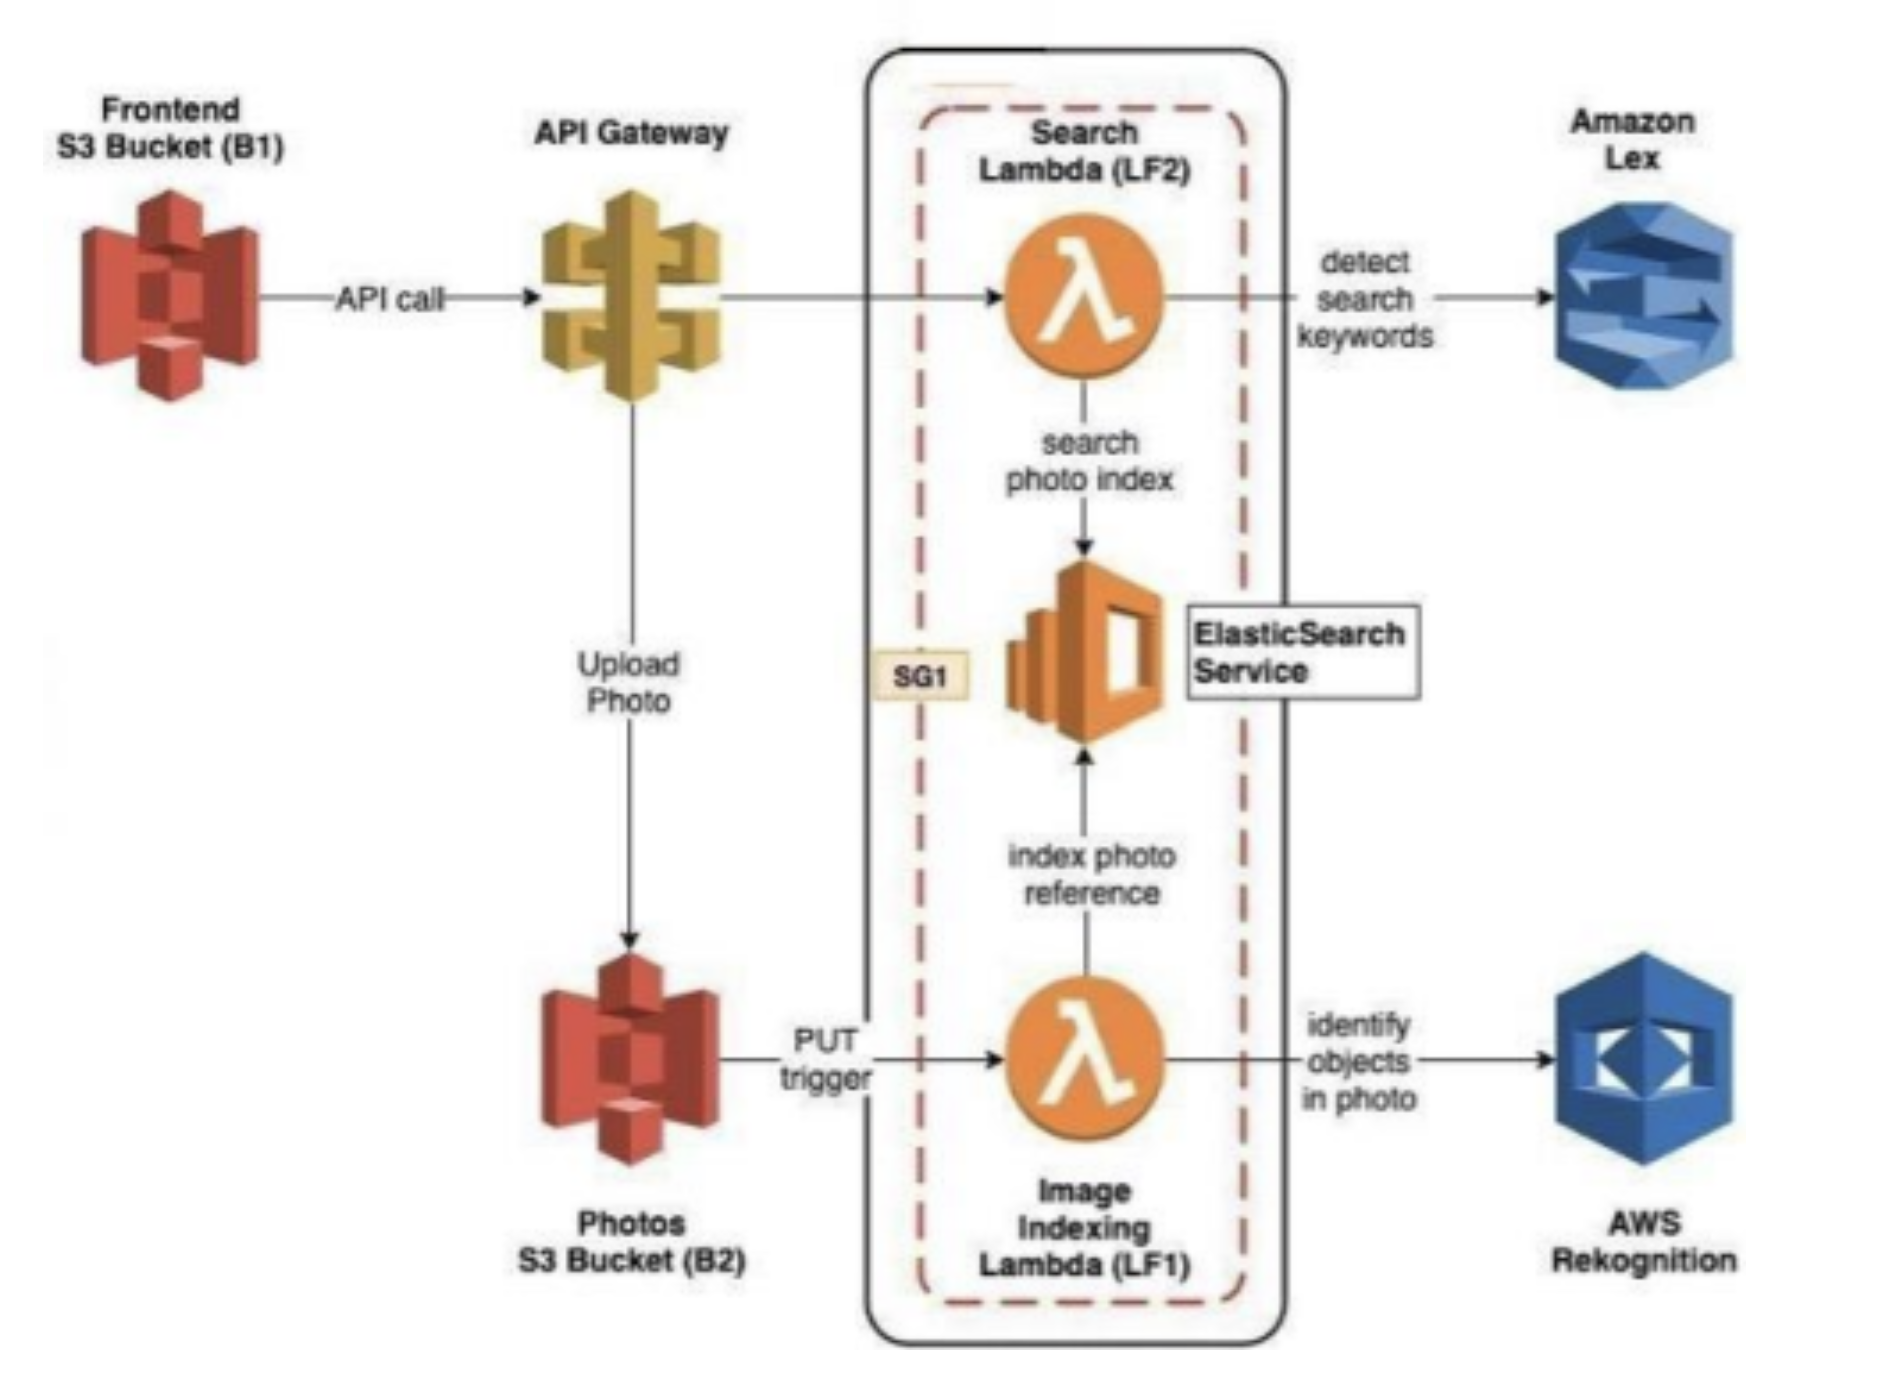 Frontend
S3 Bucket (B1)
API Gateway
Search
Lambda (LF2)
Amazon
Lex
API call
detect
search
keywords
search
photo index
Upload
Photo
SG1
ElasticSearch
Service
index photo
reference
PUT
trigger
identify
objects
in photo
Photos
S3 Bucket (B2)
Image
Indexing
Lambda (LF1)
AWS
Rekognition